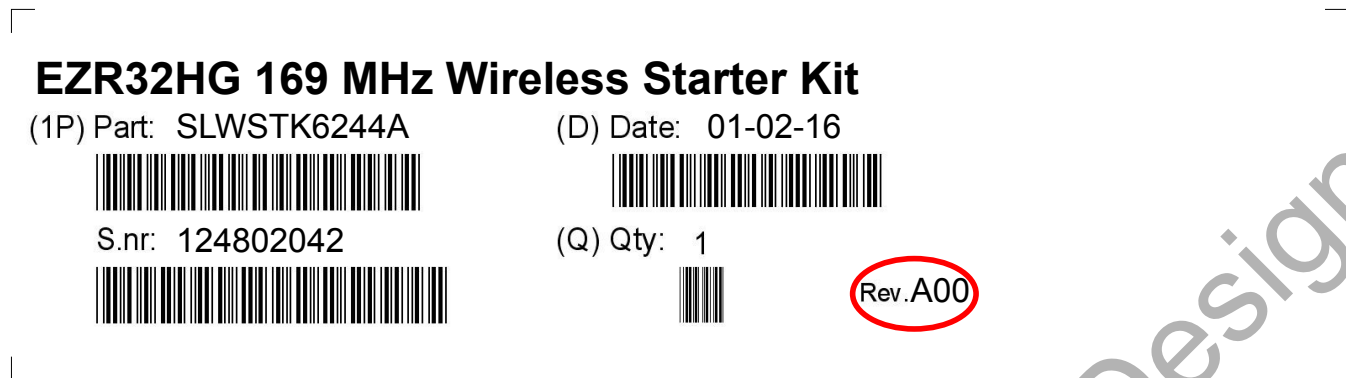 EZR32HG 169 MHz Wireless Starter Kit
(1P) Part: SLWSTK6244A (D) Date: 01-02-16
S.nr: 124802042 (Q) Qty: 1
Rev.A00
Design